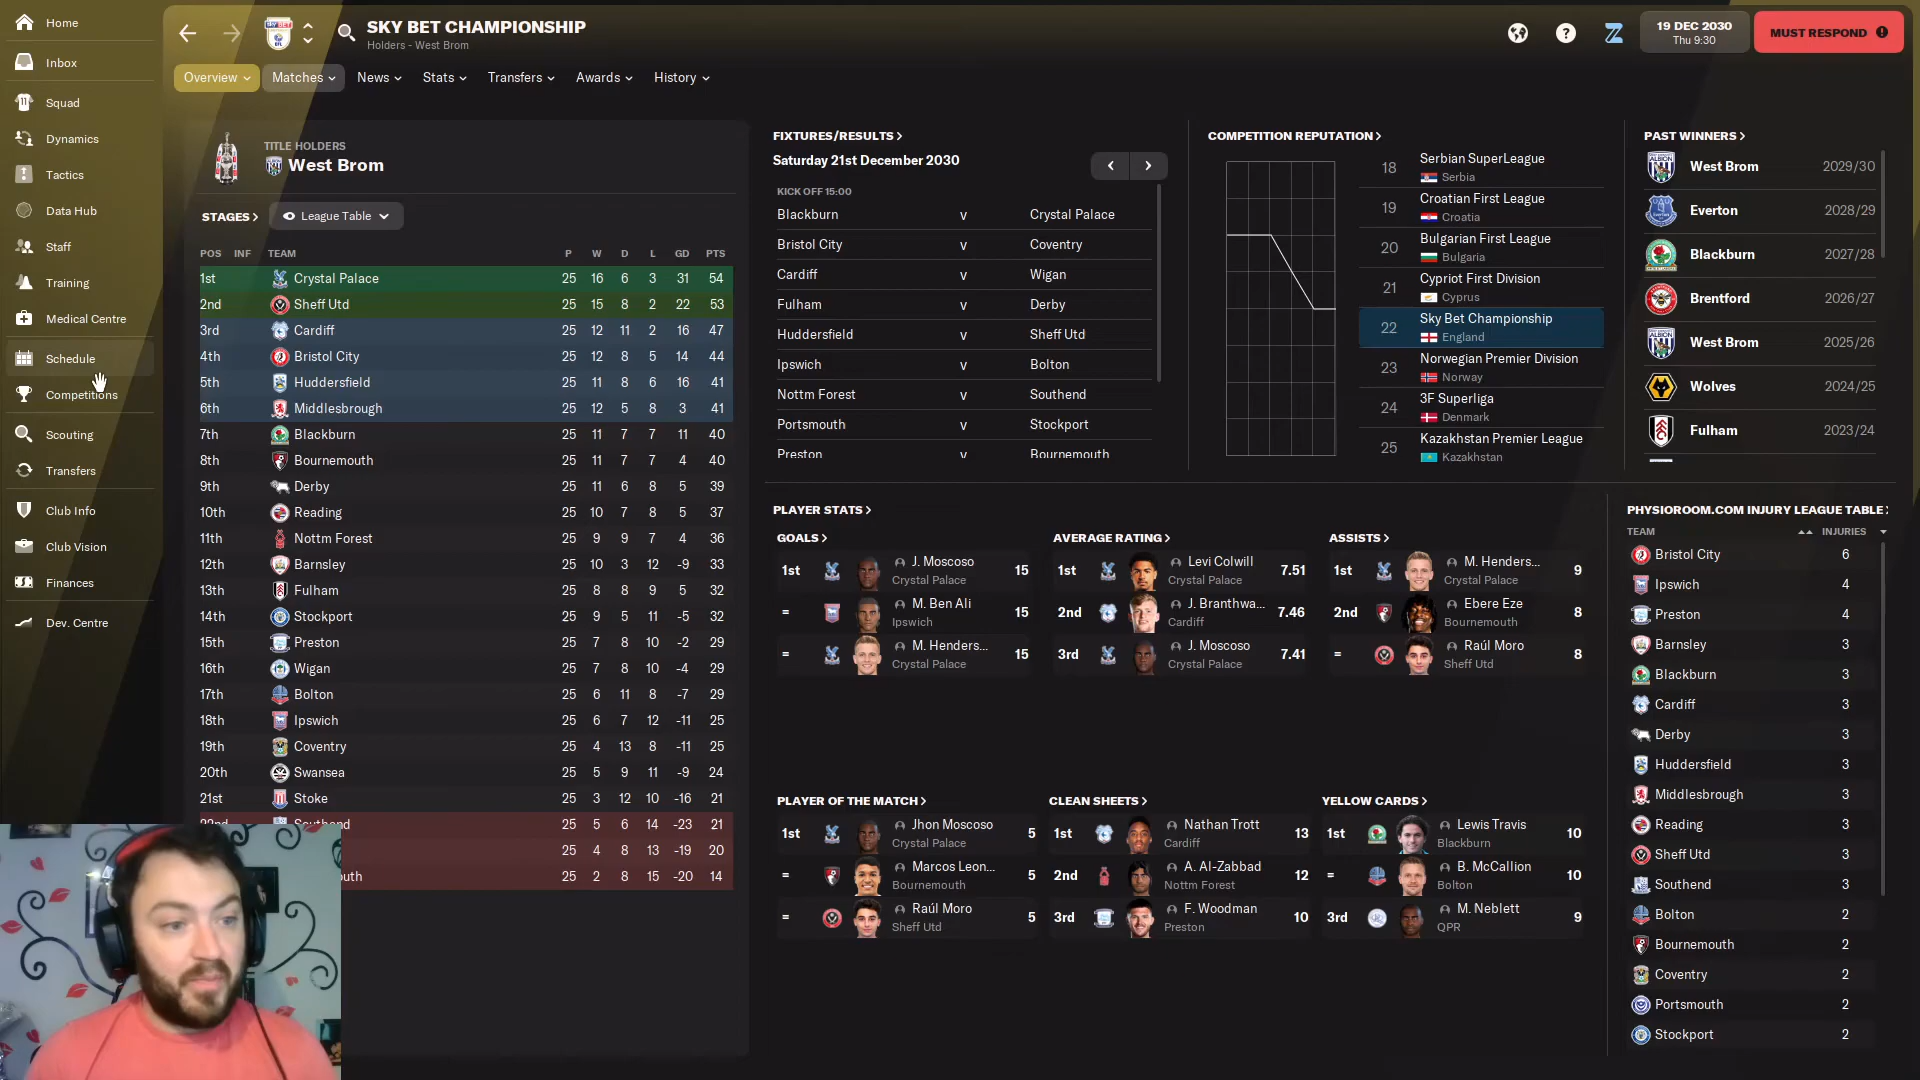 Home
Inbox
Squad
Dynamics
Tactics
Data Hub
Staff
Training
Medical Centre
Schedule
Competitions
Scouting
Transfers
Club Info
Club Vision
Finances
Dev. Centre
SKY BET CHAMPIONSHIP
Holders - West Brom
19 DEC 2030
Thu 9:30
MUST RESPOND
Overview Matches News Stats Transfers Awards History
TITLE HOLDERS
West Brom
STAGES League Table
POS INF TEAM P W D L GD PTS
1st Crystal Palace 25 16 6 3 31 54
2nd Sheff Utd 25 15 8 2 22 53
3rd Cardiff 25 12 11 2 16 47
4th Bristol City 25 12 8 5 14 44
5th Huddersfield 25 11 8 6 16 41
6th Middlesbrough 25 12 5 8 3 41
7th Blackburn 25 11 7 7 11 40
8th Bournemouth 25 11 7 7 4 40
9th Derby 25 11 6 8 5 39
10th Reading 25 10 7 8 5 37
11th Nottm Forest 25 9 9 7 4 36
12th Barnsley 25 10 3 12 -9 33
13th Fulham 25 8 8 9 5 32
14th Stockport 25 9 5 11 -5 32
15th Preston 25 7 8 10 -2 29
16th Wigan 25 7 8 10 -4 29
17th Bolton 25 6 11 8 -7 29
18th Ipswich 25 6 7 12 -11 25
19th Coventry 25 4 13 8 -11 25
20th Swansea 25 5 9 11 -9 24
21st Stoke 25 3 12 10 -16 21
22nd Southend 25 5 6 14 -23 21
25 4 8 13 -19 20
outh 25 2 8 15 -20 14
FIXTURES/RESULTS
Saturday 21st December 2030
KICK OFF 15:00
Blackburn v Crystal Palace
Bristol City v Coventry
Cardiff v Wigan
Fulham v Derby
Huddersfield v Sheff Utd
Ipswich v Bolton
Nottm Forest v Southend
Portsmouth v Stockport
Preston v Bournemouth
COMPETITION REPUTATION
18 Serbian SuperLeague
Serbia
19 Croatian First League
Croatia
20 Bulgarian First League
Bulgaria
21 Cypriot First Division
Cyprus
22 Sky Bet Championship
England
23 Norwegian Premier Division
Norway
24 3F Superliga
Denmark
25 Kazakhstan Premier League
Kazakhstan
PAST WINNERS
West Brom 2029/30
Everton 2028/29
Blackburn 2027/28
Brentford 2026/27
West Brom 2025/26
Wolves 2024/25
Fulham 2023/24
PLAYER STATS
GOALS
1st J. Moscoso 15
Crystal Palace
= M. Ben Ali 15
Ipswich
= M. Henders... 15
Crystal Palace
AVERAGE RATING
1st Levi Colwill 7.51
Crystal Palace
2nd J. Branthwa... 7.46
Cardiff
3rd J. Moscoso 7.41
Crystal Palace
ASSISTS
1st M. Henders... 9
Crystal Palace
2nd Ebere Eze 8
Bournemouth
= Raúl Moro 8
Sheff Utd
PLAYER OF THE MATCH
1st Jhon Moscoso 5
Crystal Palace
= Marcos Leon... 5
Bournemouth
= Raúl Moro 5
Sheff Utd
CLEAN SHEETS
1st Nathan Trott 13
Cardiff
2nd A. Al-Zabbad 12
Nottm Forest
3rd F. Woodman 10
Preston
YELLOW CARDS
1st Lewis Travis 10
Blackburn
= B. McCallion 10
Bolton
3rd M. Neblett 9
QPR
PHYSIOROOM.COM INJURY LEAGUE TABLE
TEAM INJURIES
Bristol City 6
Ipswich 4
Preston 4
Barnsley 3
Blackburn 3
Cardiff 3
Derby 3
Huddersfield 3
Middlesbrough 3
Reading 3
Sheff Utd 3
Southend 3
Bolton 2
Bournemouth 2
Coventry 2
Portsmouth 2
Stockport 2